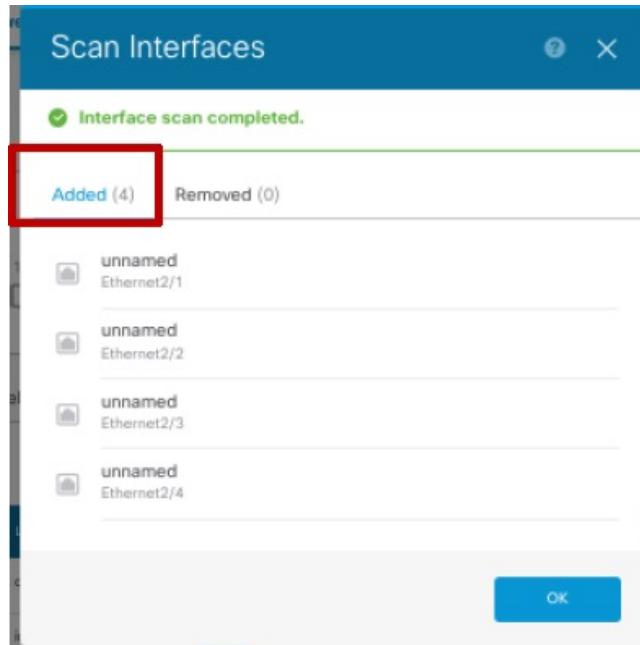 Scan Interfaces
Interface scan completed.
Added (4) Removed (0)
unnamed
Ethernet2/1
unnamed
Ethernet2/2
unnamed
Ethernet2/3
unnamed
Ethernet2/4
OK